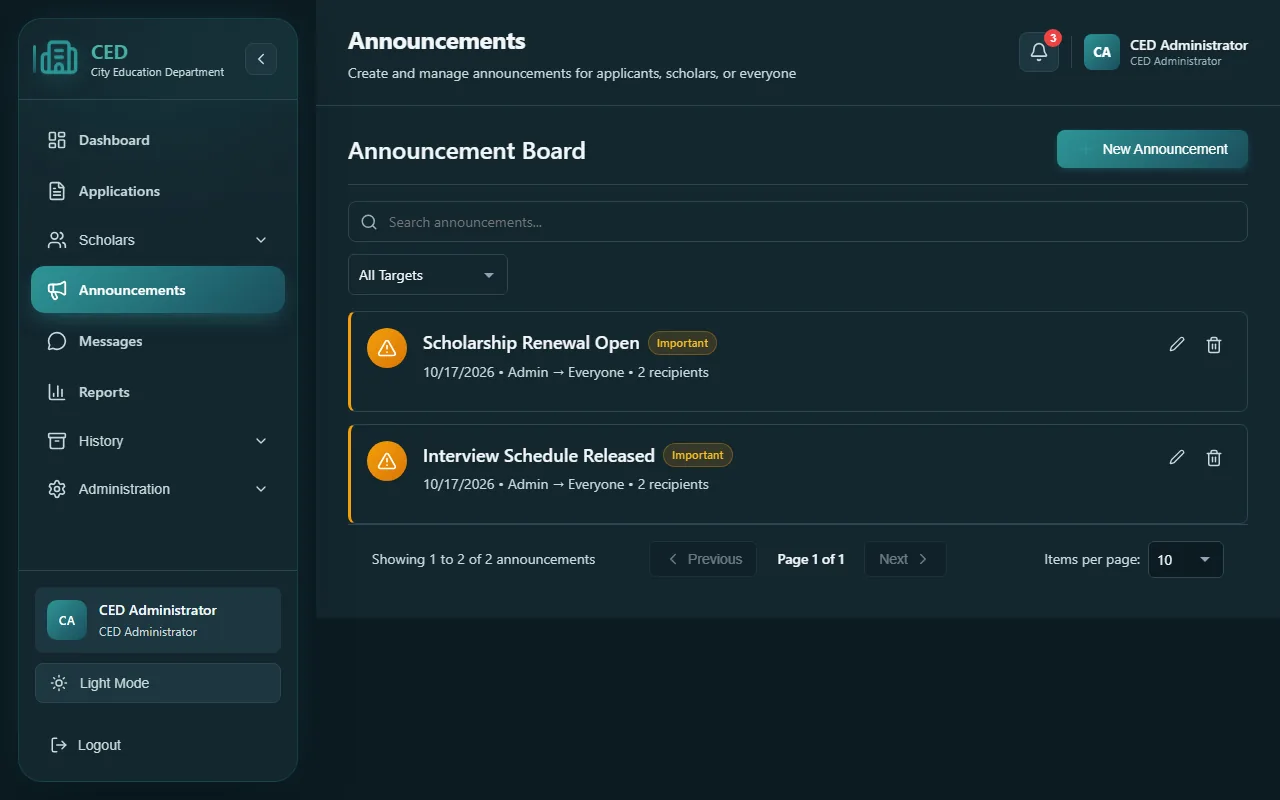 CED
City Education Department
Dashboard
Applications
Scholars
Announcements
Messages
Reports
History
Administration
CA
CED Administrator
CED Administrator
Light Mode
Logout
Announcements
Create and manage announcements for applicants, scholars, or everyone
3
CA
CED Administrator
CED Administrator
Announcement Board
New Announcement
Search announcements...
All Targets
Scholarship Renewal Open Important
10/17/2026 • Admin → Everyone • 2 recipients
Interview Schedule Released Important
10/17/2026 • Admin → Everyone • 2 recipients
Showing 1 to 2 of 2 announcements
Previous
Page 1 of 1
Next
Items per page: 10